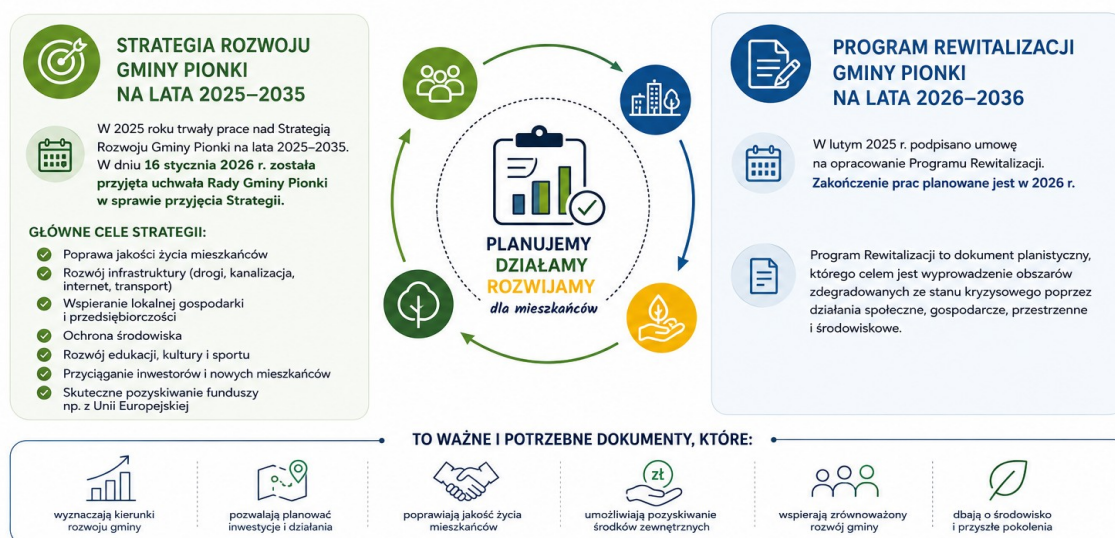 STRATEGIA ROZWOJU
GMINY PIONKI
NA LATA 2025–2035
W 2025 roku trwały prace nad Strategią
Rozwoju Gminy Pionki na lata 2025–2035.
W dniu 16 stycznia 2026 r. została
przyjęta uchwała Rady Gminy Pionki
w sprawie przyjęcia Strategii.
GŁÓWNE CELE STRATEGII:
Poprawa jakości życia mieszkańców
Rozwój infrastruktury (drogi, kanalizacja,
internet, transport)
Wspieranie lokalnej gospodarki
i przedsiębiorczości
Ochrona środowiska
Rozwój edukacji, kultury i sportu
Przyciąganie inwestorów i nowych mieszkańców
Skuteczne pozyskiwanie funduszy
np. z Unii Europejskiej
PLANUJEMY
DZIAŁAMY
ROZWIJAMY
dla mieszkańców
PROGRAM REWITALIZACJI
GMINY PIONKI
NA LATA 2026–2036
W lutym 2025 r. podpisano umowę
na opracowanie Programu Rewitalizacji.
Zakończenie prac planowane jest w 2026 r.
Program Rewitalizacji to dokument planistyczny,
którego celem jest wyprowadzenie obszarów
zdegradowanych ze stanu kryzysowego poprzez
działania społeczne, gospodarcze, przestrzenne
i środowiskowe.
TO WAŻNE I POTRZEBNE DOKUMENTY, KTÓRE:
wyznaczają kierunki
rozwoju gminy
pozwalają planować
inwestycje i działania
poprawiają jakość życia
mieszkańców
zł
umożliwiają pozyskiwanie
środków zewnętrznych
wspierają zrównoważony
rozwój gminy
dbają o środowisko
i przyszłe pokolenia